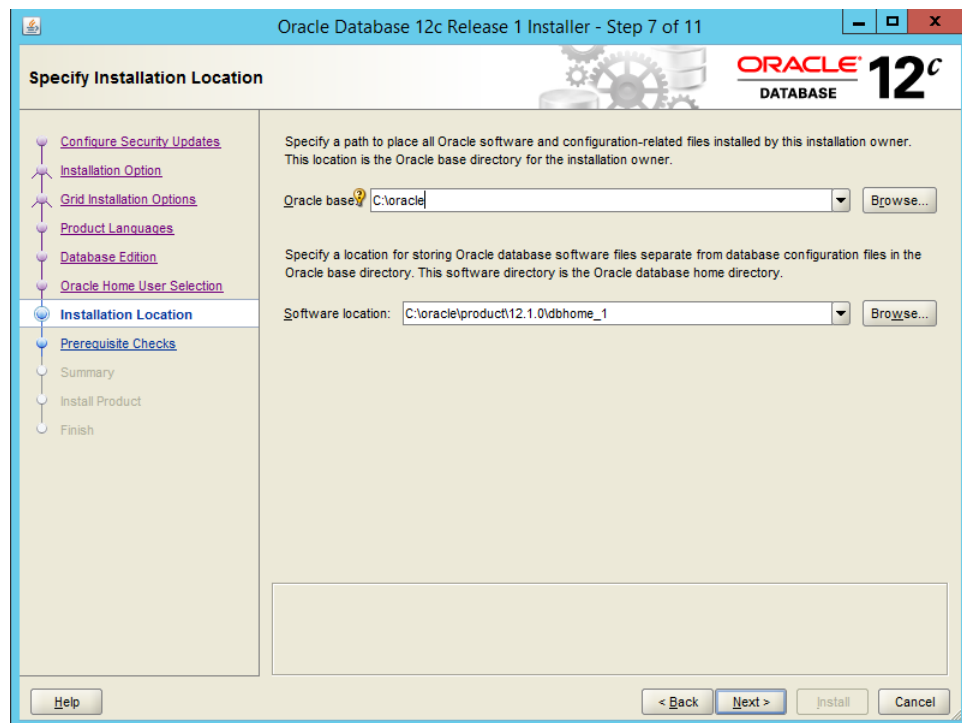 Oracle Database 12c Release 1 Installer - Step 7 of 11
Specify Installation Location
ORACLE 12c
DATABASE
Configure Security Updates
Installation Option
Grid Installation Options
Product Languages
Database Edition
Oracle Home User Selection
Installation Location
Prerequisite Checks
Summary
Install Product
Finish
Specify a path to place all Oracle software and configuration-related files installed by this installation owner.
This location is the Oracle base directory for the installation owner.
Oracle base: C:\oracle Browse...
Specify a location for storing Oracle database software files separate from database configuration files in the
Oracle base directory. This software directory is the Oracle database home directory.
Software location: C:\oracle\product\12.1.0\dbhome_1 Browse...
Help < Back Next > Install Cancel